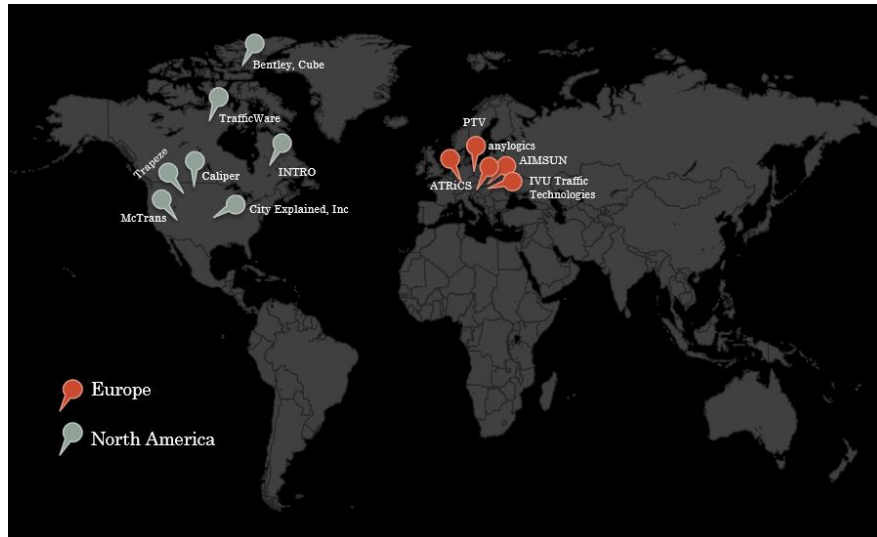 Bentley, Cube
TrafficWare
PTV
anylogics
Trapeze
Caliper
INTRO
AIMSUN
ATRiCS
IVU Traffic
Technologies
McTrans
City Explained, Inc
Europe
North America